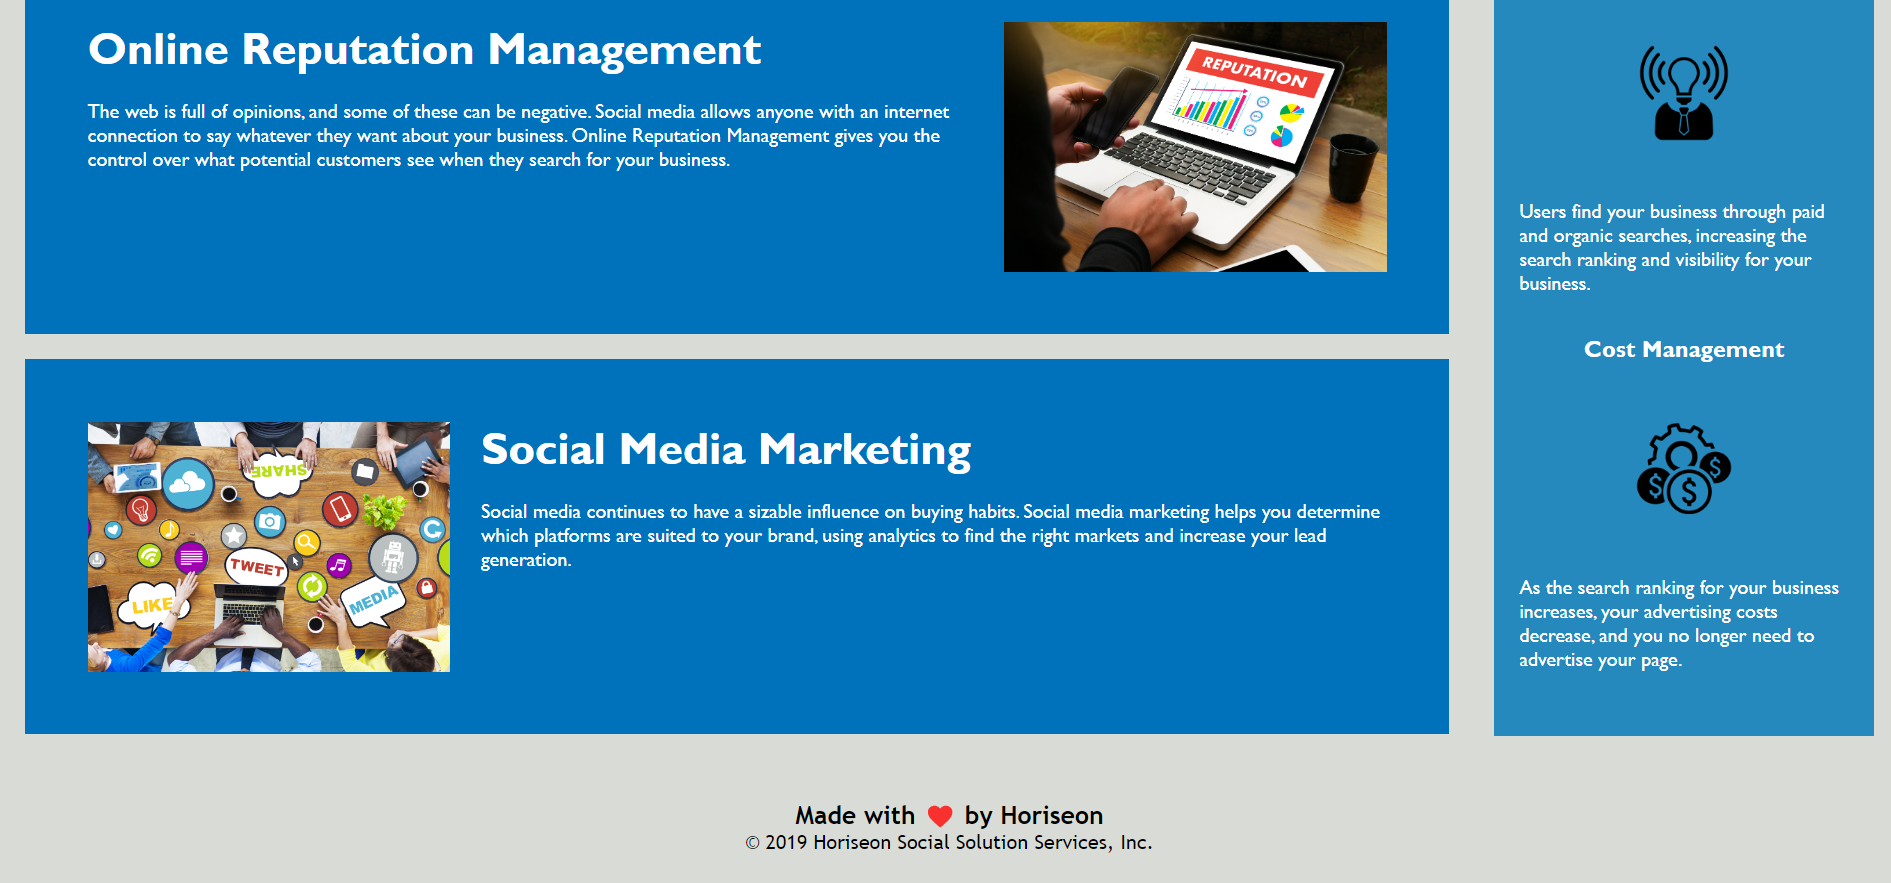 Online Reputation Management
The web is full of opinions, and some of these can be negative. Social media allows anyone with an internet
connection to say whatever they want about your business. Online Reputation Management gives you the
control over what potential customers see when they search for your business.
REPUTATION
Social Media Marketing
Social media continues to have a sizable influence on buying habits. Social media marketing helps you determine
which platforms are suited to your brand, using analytics to find the right markets and increase your lead
generation.
SHARE
TWEET
LIKE
MEDIA
Users find your business through paid
and organic searches, increasing the
search ranking and visibility for your
business.
Cost Management
$
$
$
As the search ranking for your business
increases, your advertising costs
decrease, and you no longer need to
advertise your page.
Made with ❤ by Horiseon
© 2019 Horiseon Social Solution Services, Inc.